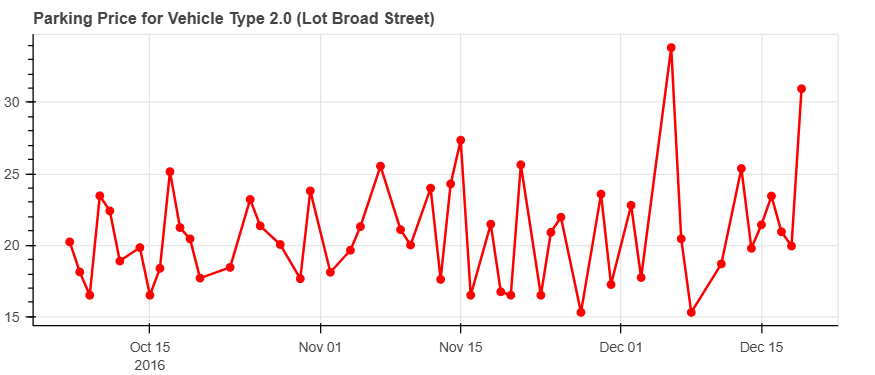 Parking Price for Vehicle Type 2.0 (Lot Broad Street)
30
25
20
15
Oct 15 Nov 01 Nov 15 Dec 01 Dec 15
2016